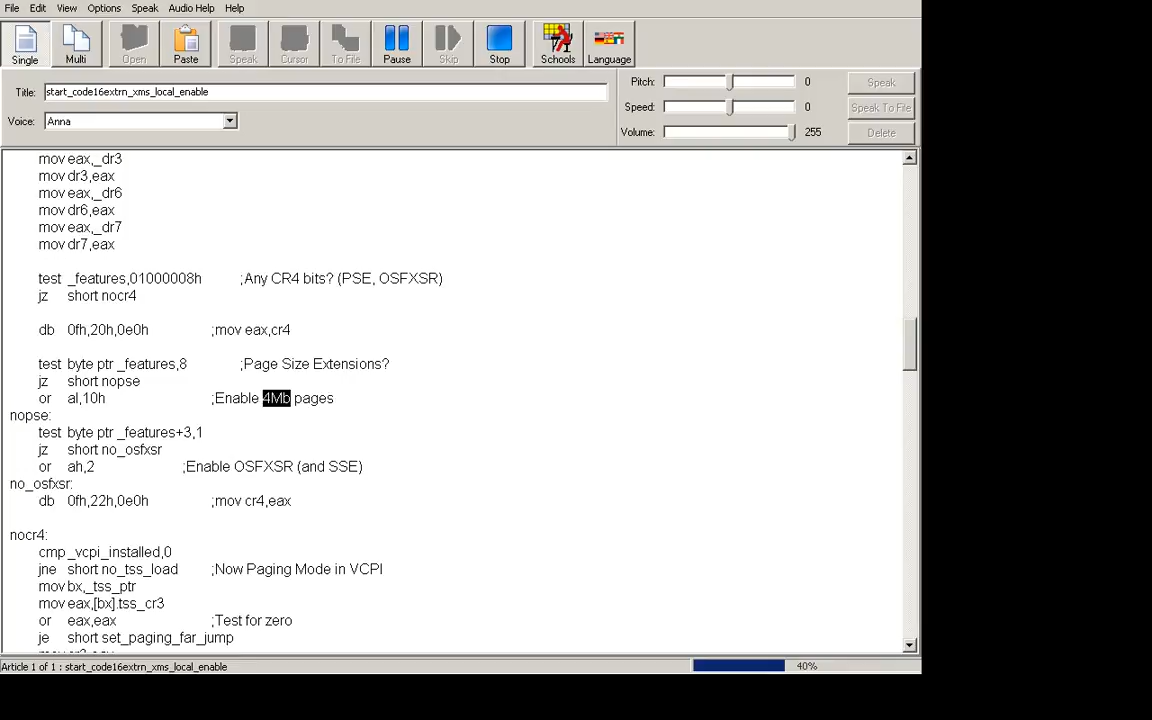 File Edit View Options Speak Audio Help Help
Single Multi Open Paste Speak Cursor To File Pause Skip Stop Schools Language
Title: start_code16extrn_xms_local_enable
Voice: Anna
Pitch: 0 Speak
Speed: 0 Speak To File
Volume: 255 Delete
mov eax,_dr3
mov dr3,eax
mov eax,_dr6
mov dr6,eax
mov eax,_dr7
mov dr7,eax
test _features,01000008h ;Any CR4 bits? (PSE, OSFXSR)
jz short nocr4
db 0fh,20h,0e0h ;mov eax,cr4
test byte ptr _features,8 ;Page Size Extensions?
jz short nopse
or al,10h ;Enable 4Mb pages
nopse:
test byte ptr _features+3,1
jz short no_osfxsr
or ah,2 ;Enable OSFXSR (and SSE)
no_osfxsr:
db 0fh,22h,0e0h ;mov cr4,eax
nocr4:
cmp _vcpi_installed,0
jne short no_tss_load ;Now Paging Mode in VCPI
mov bx,_tss_ptr
mov eax,[bx].tss_cr3
or eax,eax ;Test for zero
je short set_paging_far_jump
Article 1 of 1 : start_code16extrn_xms_local_enable 40%